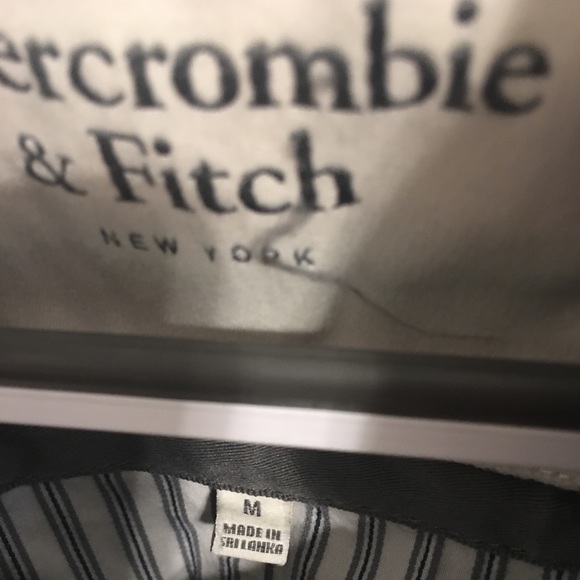 ercrombie
& Fitch
NEW YORK
M
MADE IN
SRI LANKA